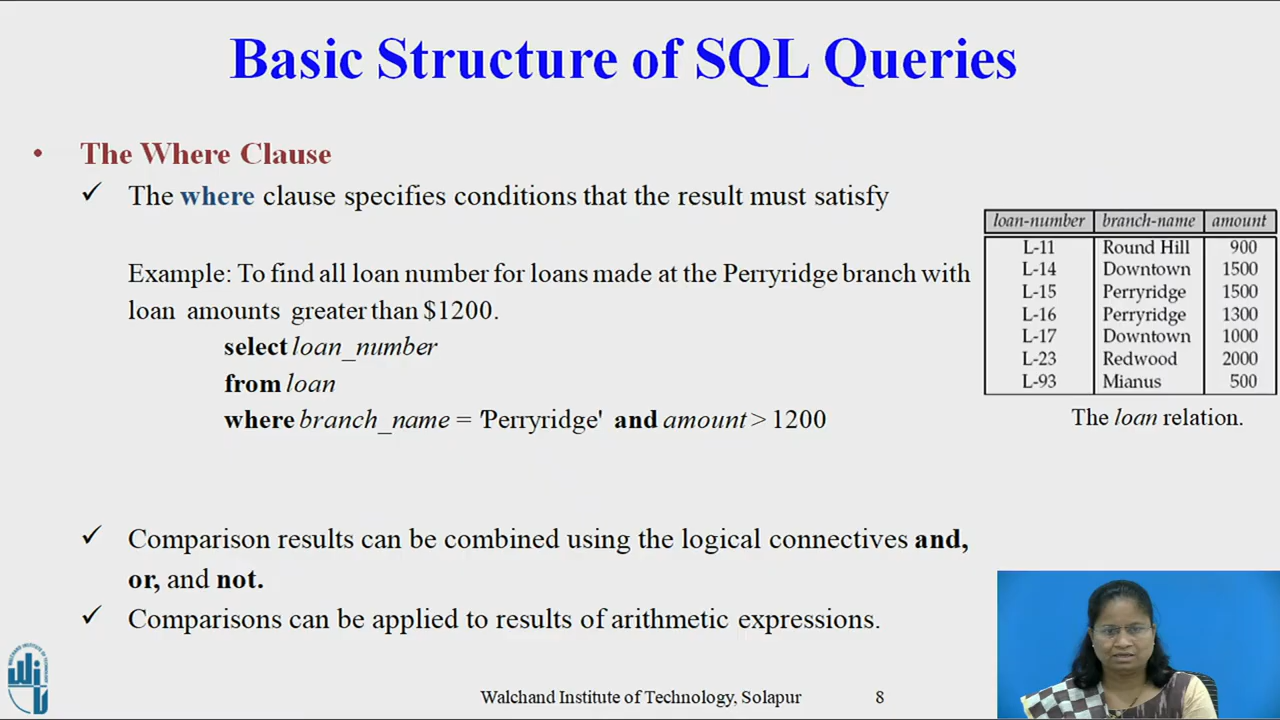 Basic Structure of SQL Queries
• The Where Clause
✓ The where clause specifies conditions that the result must satisfy
Example: To find all loan number for loans made at the Perryridge branch with
loan amounts greater than $1200.
select loan_number
from loan
where branch_name = 'Perryridge' and amount > 1200
loan-number branch-name amount
L-11 Round Hill 900
L-14 Downtown 1500
L-15 Perryridge 1500
L-16 Perryridge 1300
L-17 Downtown 1000
L-23 Redwood 2000
L-93 Mianus 500
The loan relation.
✓ Comparison results can be combined using the logical connectives and,
or, and not.
✓ Comparisons can be applied to results of arithmetic expressions.
WALCHAND INSTITUTE OF TECHNOLOGY
Walchand Institute of Technology, Solapur 8